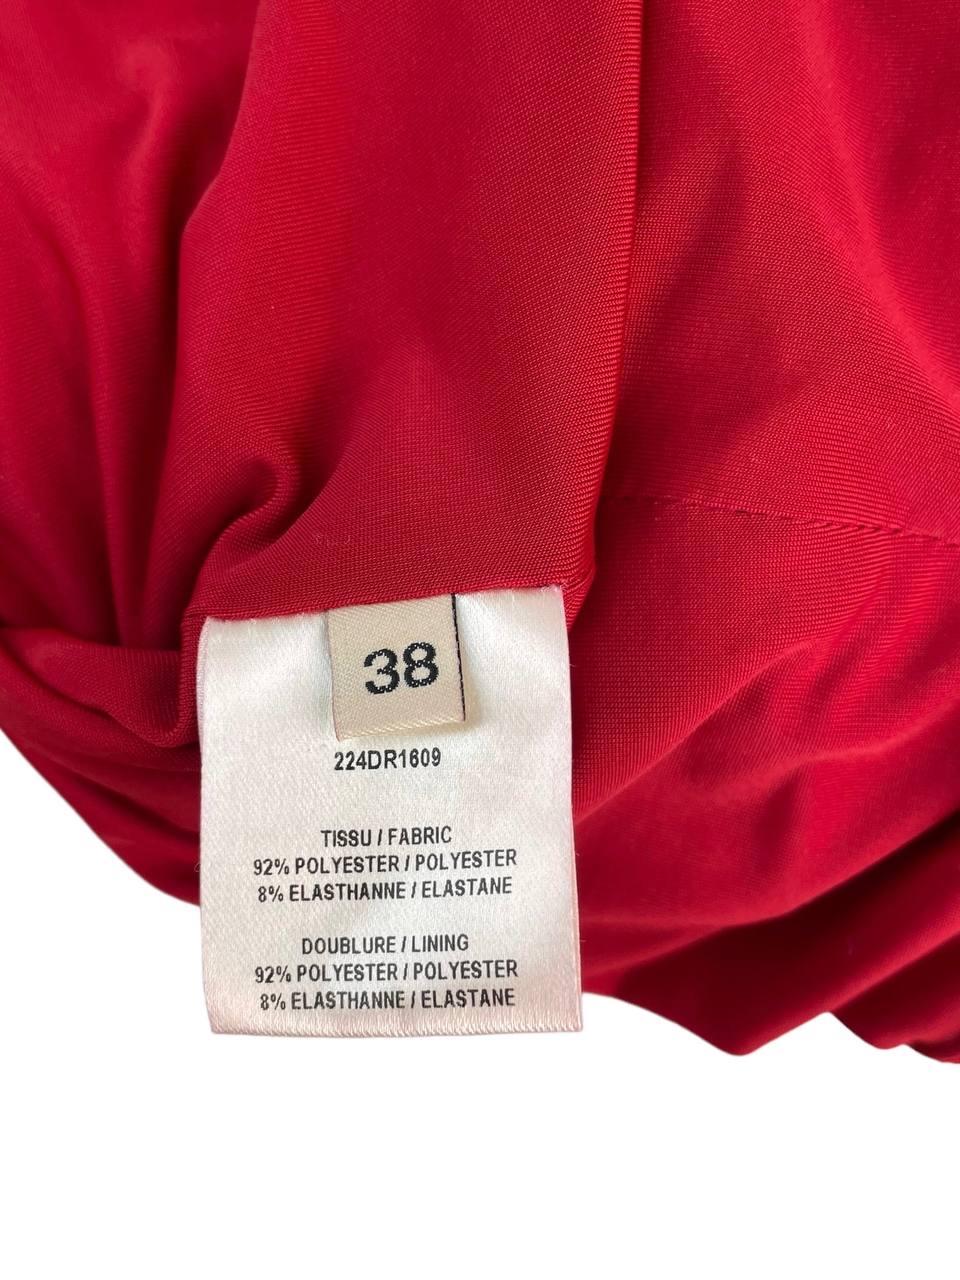 38
224DR1609
TISSU / FABRIC
92% POLYESTER / POLYESTER
8% ELASTHANNE / ELASTANE
DOUBLURE / LINING
92% POLYESTER / POLYESTER
8% ELASTHANNE / ELASTANE